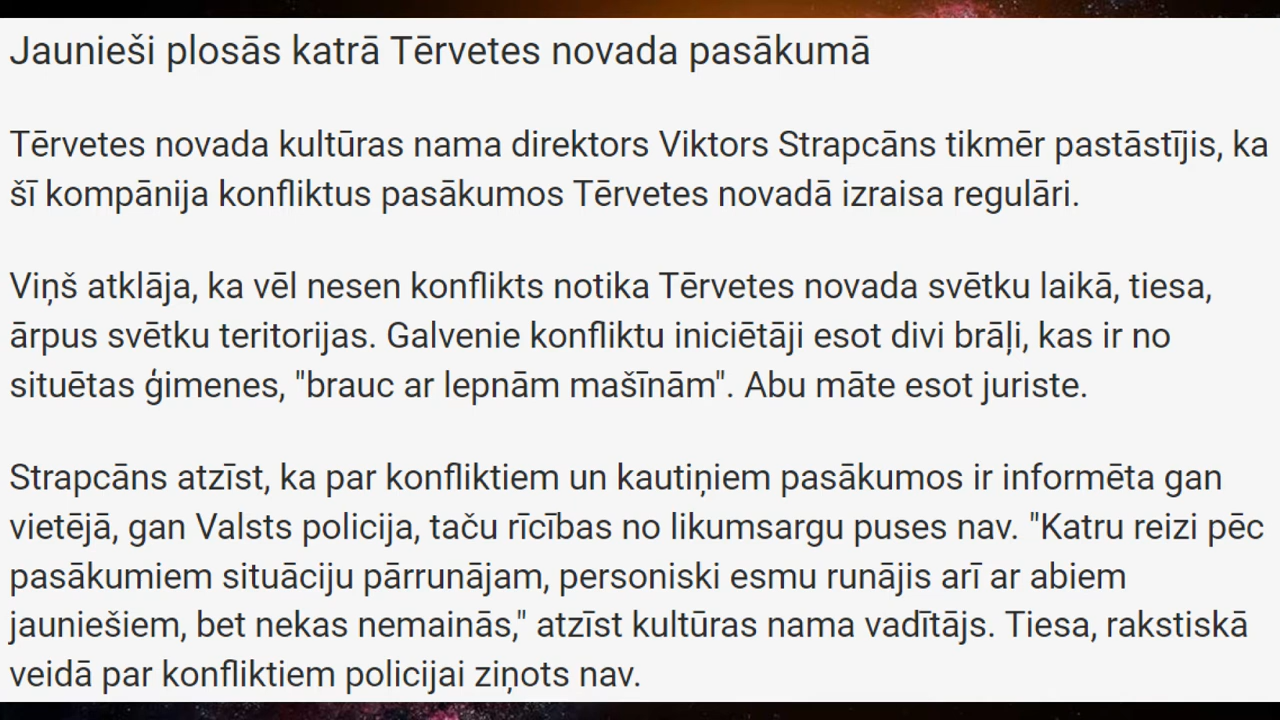 Jaunieši plosās katrā Tērvetes novada pasākumā
Tērvetes novada kultūras nama direktors Viktors Strapcāns tikmēr pastāstījis, ka
šī kompānija konfliktus pasākumos Tērvetes novadā izraisa regulāri.
Viņš atklāja, ka vēl nesen konflikts notika Tērvetes novada svētku laikā, tiesa,
ārpus svētku teritorijas. Galvenie konfliktu iniciētāji esot divi brāļi, kas ir no
situētas ģimenes, "brauc ar lepnām mašīnām". Abu māte esot juriste.
Strapcāns atzīst, ka par konfliktiem un kautiņiem pasākumos ir informēta gan
vietējā, gan Valsts policija, taču rīcības no likumsargu puses nav. "Katru reizi pēc
pasākumiem situāciju pārrunājam, personiski esmu runājis arī ar abiem
jauniešiem, bet nekas nemainās," atzīst kultūras nama vadītājs. Tiesa, rakstiskā
veidā par konfliktiem policijai ziņots nav.